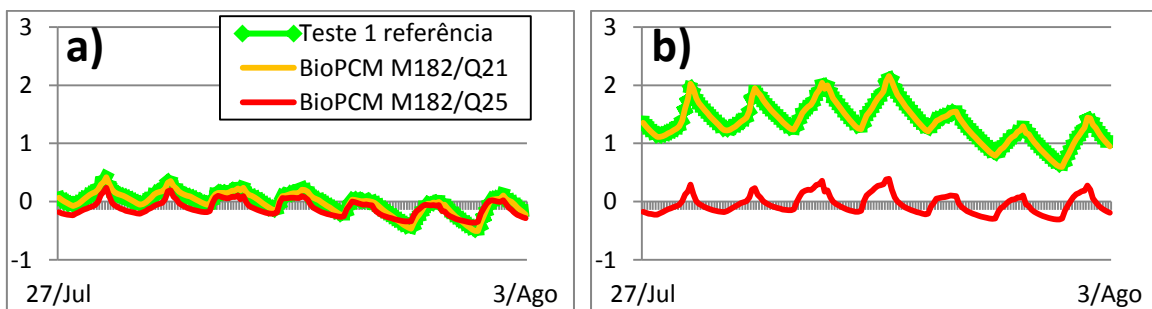 a)
3
2
1
0
-1
Teste 1 referência
BioPCM M182/Q21
BioPCM M182/Q25
27/Jul
3/Ago
b)
3
2
1
0
-1
27/Jul
3/Ago